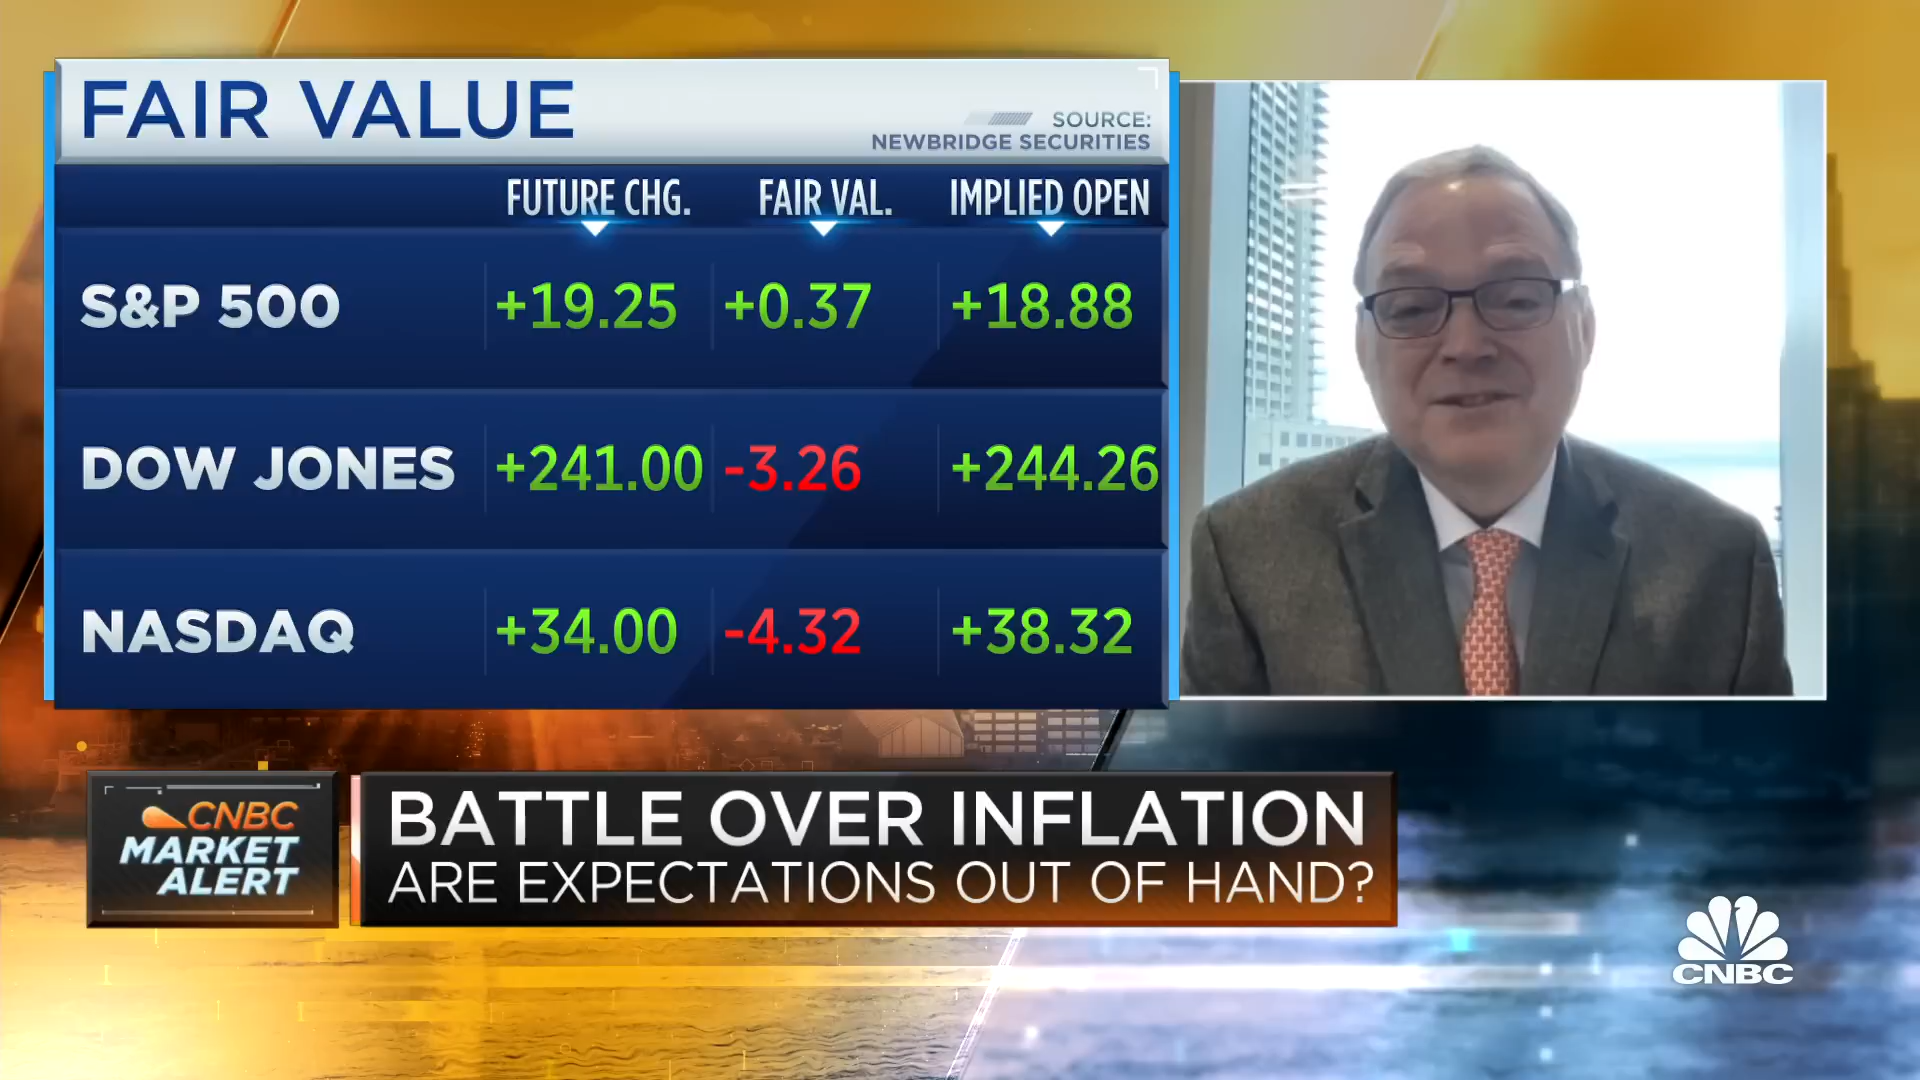 FAIR VALUE
SOURCE:
NEWBRIDGE SECURITIES
FUTURE CHG. FAIR VAL. IMPLIED OPEN
S&P 500 +19.25 +0.37 +18.88
DOW JONES +241.00 -3.26 +244.26
NASDAQ +34.00 -4.32 +38.32
CNBC
MARKET
ALERT
BATTLE OVER INFLATION
ARE EXPECTATIONS OUT OF HAND?
CNBC